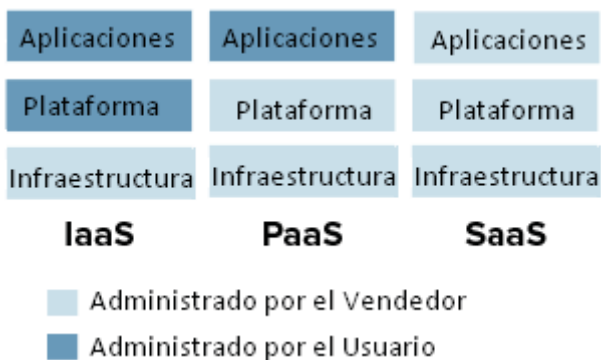 Aplicaciones Aplicaciones Aplicaciones
Plataforma Plataforma Plataforma
Infraestructura Infraestructura Infraestructura
IaaS PaaS SaaS
Administrado por el Vendedor
Administrado por el Usuario